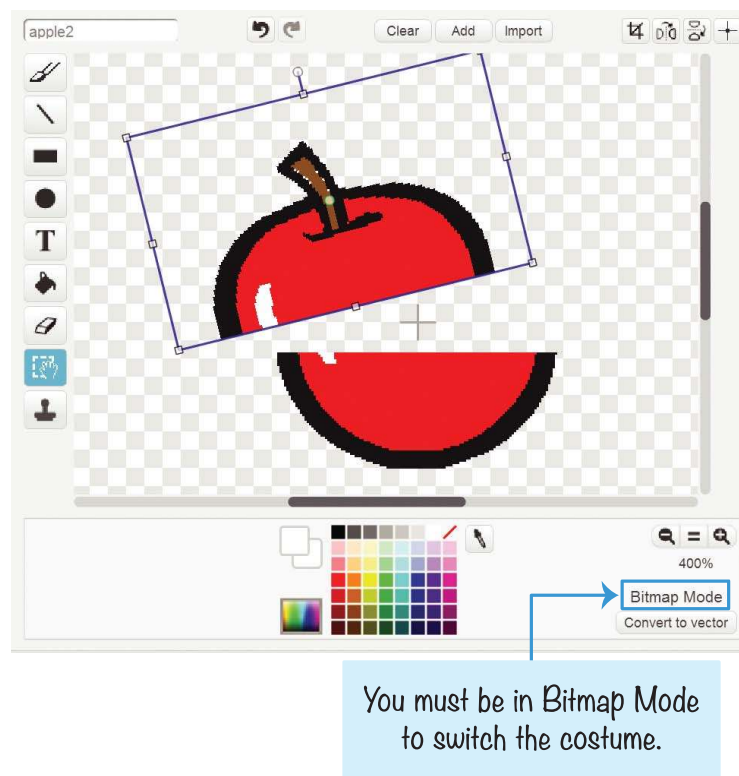 apple2
Clear Add Import
T
400%
Bitmap Mode
Convert to vector
You must be in Bitmap Mode
to switch the costume.